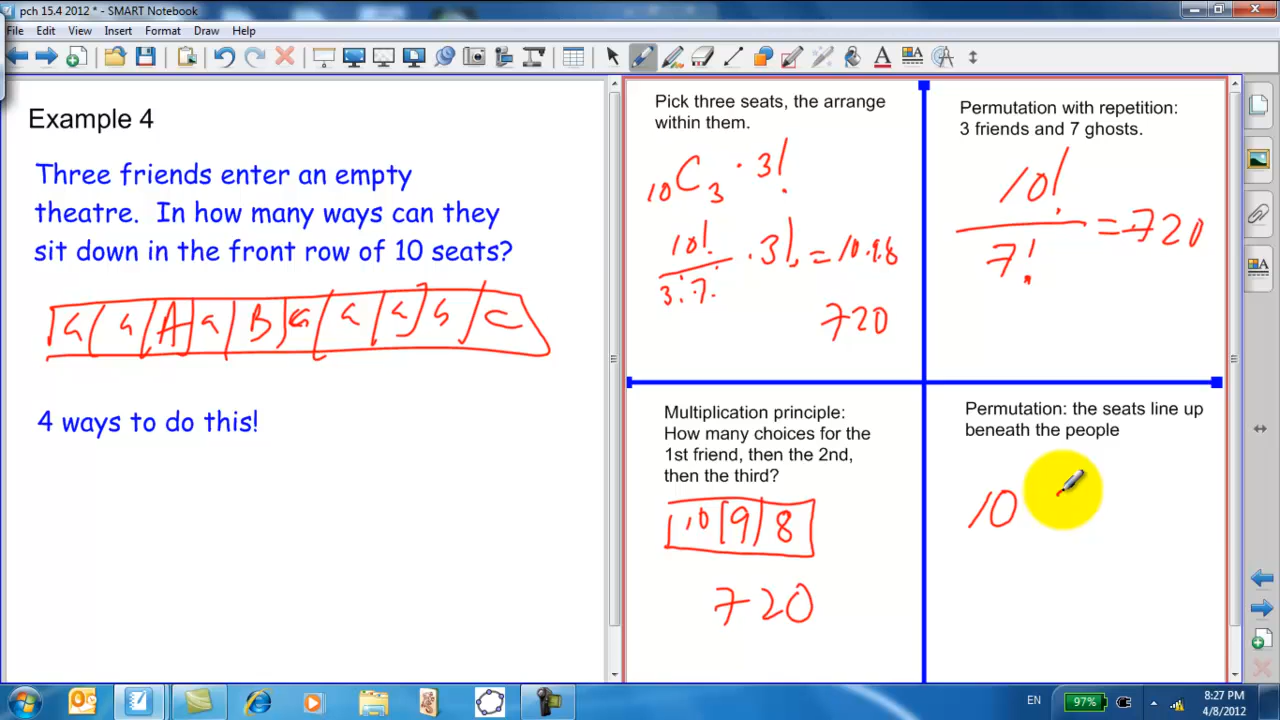 pch 15.4 2012 * - SMART Notebook
File Edit View Insert Format Draw Help
Example 4
Three friends enter an empty
theatre. In how many ways can they
sit down in the front row of 10 seats?
G G A G B G G G G C
4 ways to do this!
Pick three seats, the arrange
within them.
10C3 · 3!
10!/3!·7! · 3! = 10·9·8
720
Permutation with repetition:
3 friends and 7 ghosts.
10!/7! = 720
Multiplication principle:
How many choices for the
1st friend, then the 2nd,
then the third?
10 9 8
720
Permutation: the seats line up
beneath the people
10
EN
97%
8:27 PM
4/8/2012